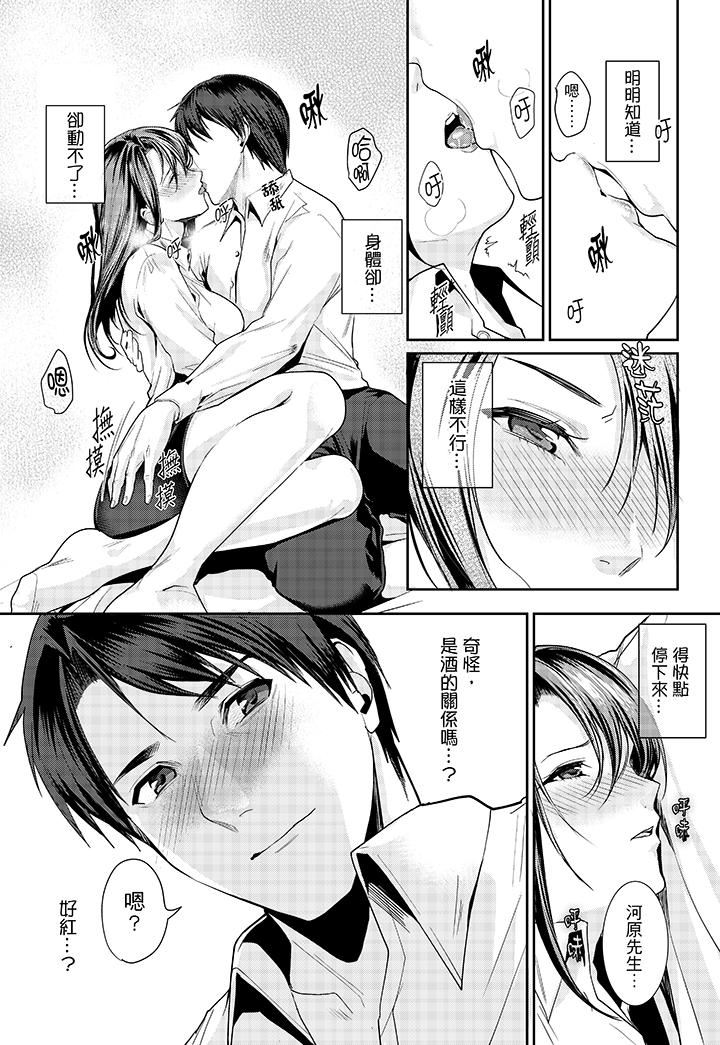 明明知道…
嗯…
吁
啾
吁
啾
吁
吁
輕顫
輕顫
這樣不行…
迷茫
身體卻…
卻動不了…
啾
哈啊
舔舐
吁
啾
嗯
撫摸
撫摸
得快點
停下來…
呼
呼
河原先生…
奇怪，
是酒的關係嗎…？
嗯？
好紅…？